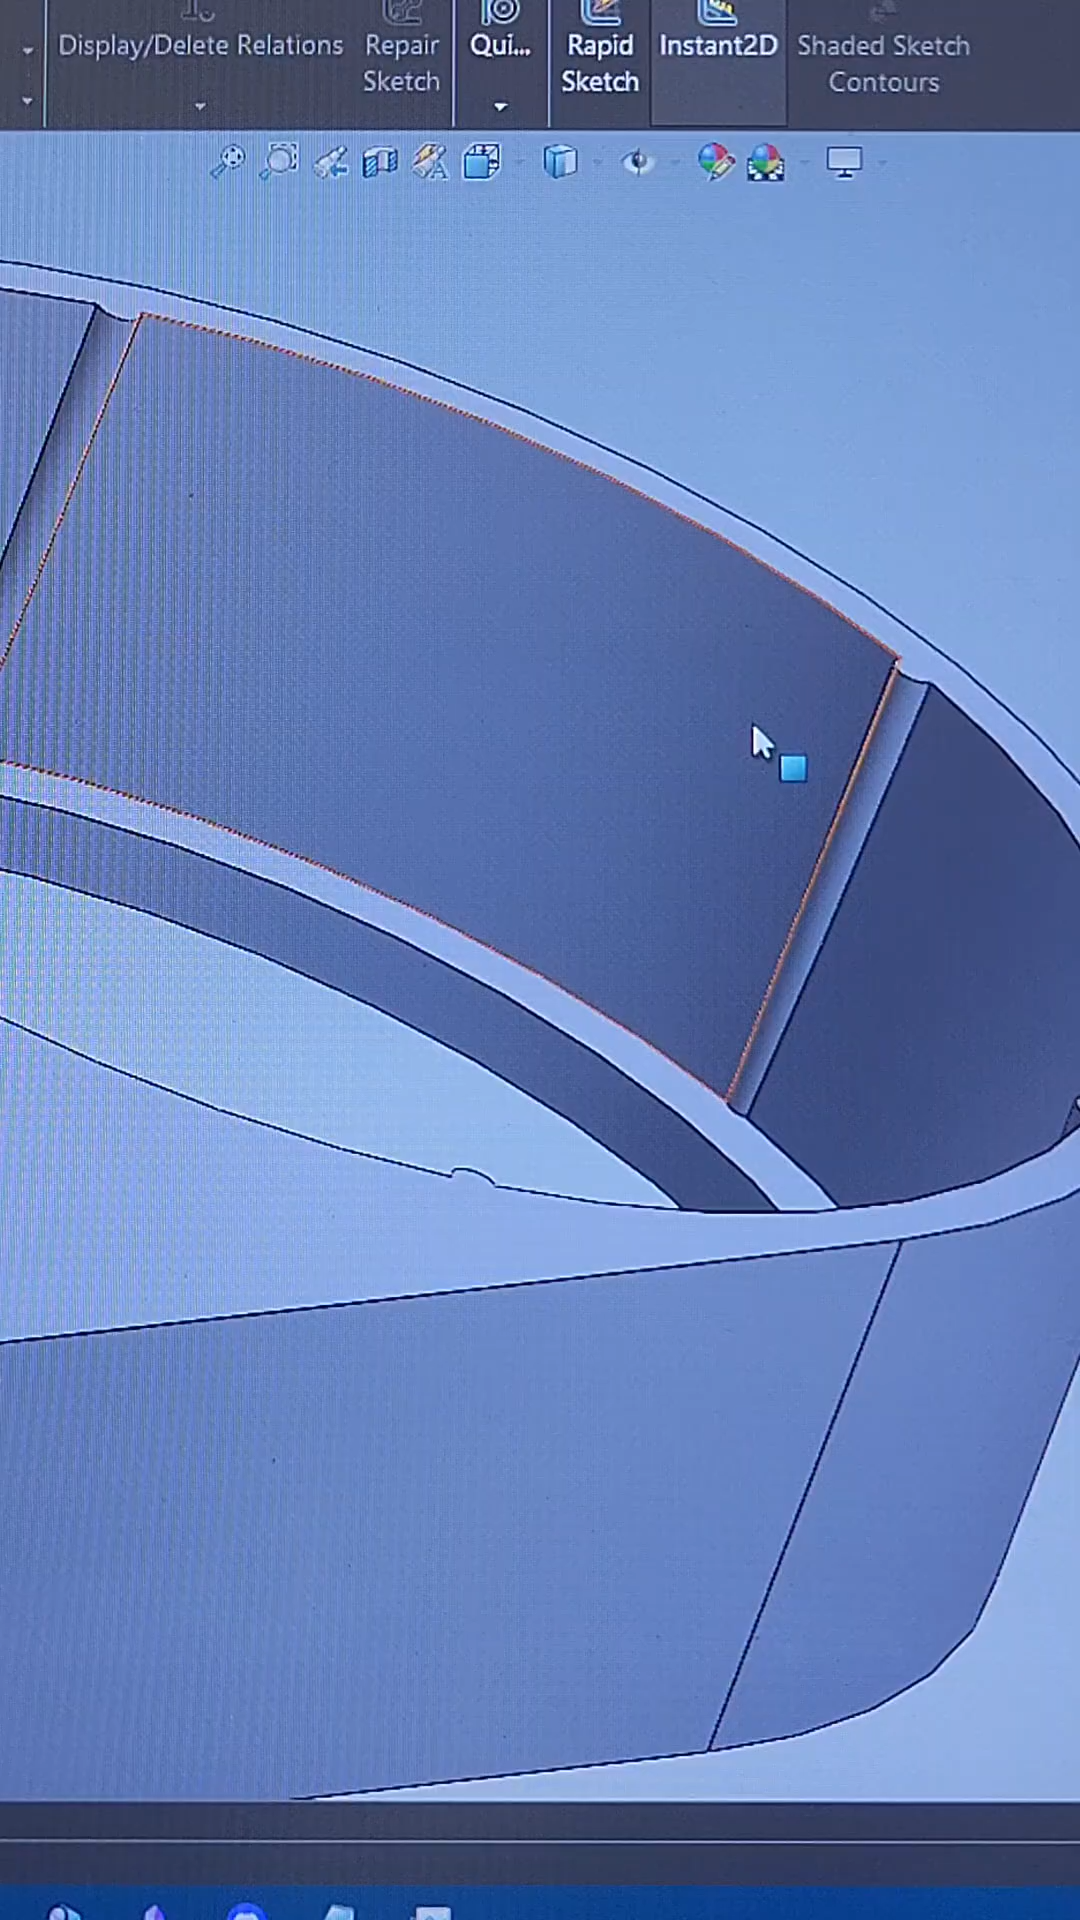 Display/Delete Relations
Repair
Sketch
Qui...
Rapid
Sketch
Instant2D
Shaded Sketch
Contours